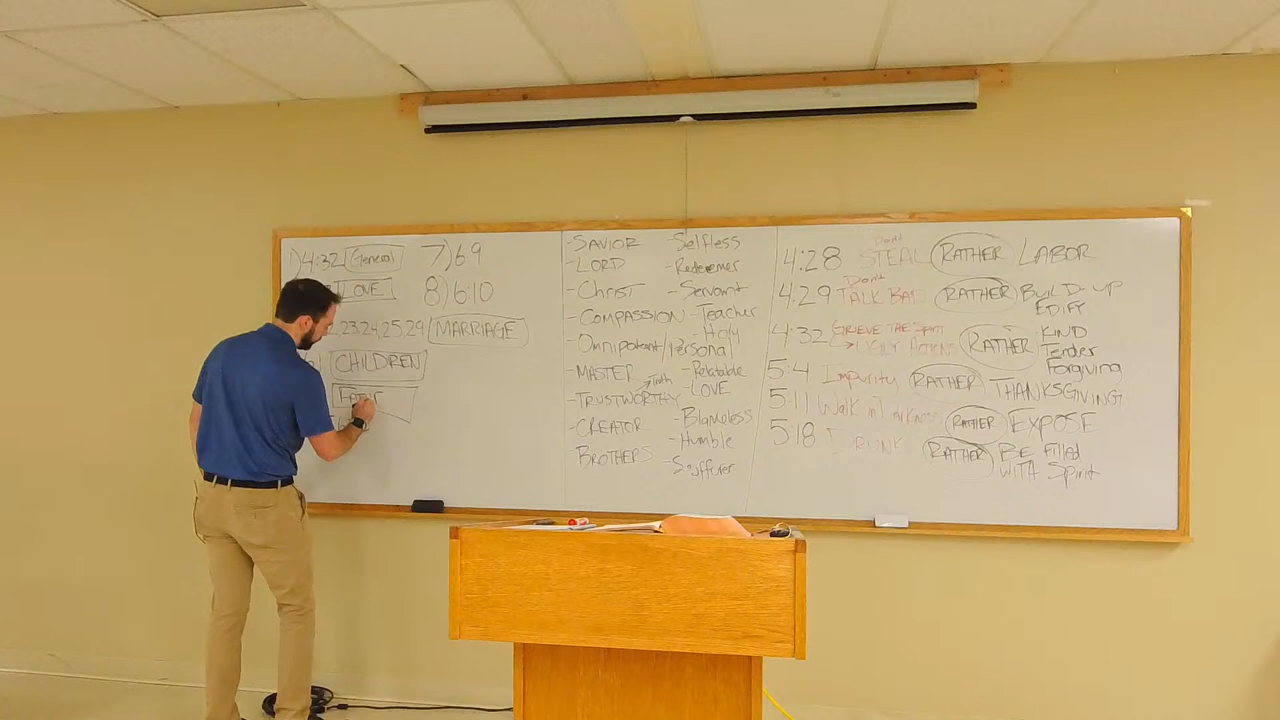 1) 4:32 General 7) 6:9
LOVE 8) 6:10
,23,24,25,29 MARRIAGE
CHILDREN
- SAVIOR - Selfless
- LORD - Redeemer
- Christ - Servant
- COMPASSION - Teacher
- Holy
- Omnipotent/Personal
- MASTER - Relatable
Truth
- TRUSTWORTHY - LOVE
- CREATOR - Blameless
- Humble
- BROTHERS - Soufferer
Don't
4:28 STEAL RATHER LABOR
Don't
4:29 TALK BAD RATHER BUILD-UP
EDIFY
4:32 GRIEVE THE Spirit RATHER KIND
Tender
Forgiving
5:4 Impurity RATHER THANKSGIVING
5:11 Walk in Darkness RATHER EXPOSE
5:18 DRUNK RATHER BE Filled
WITH Spirit